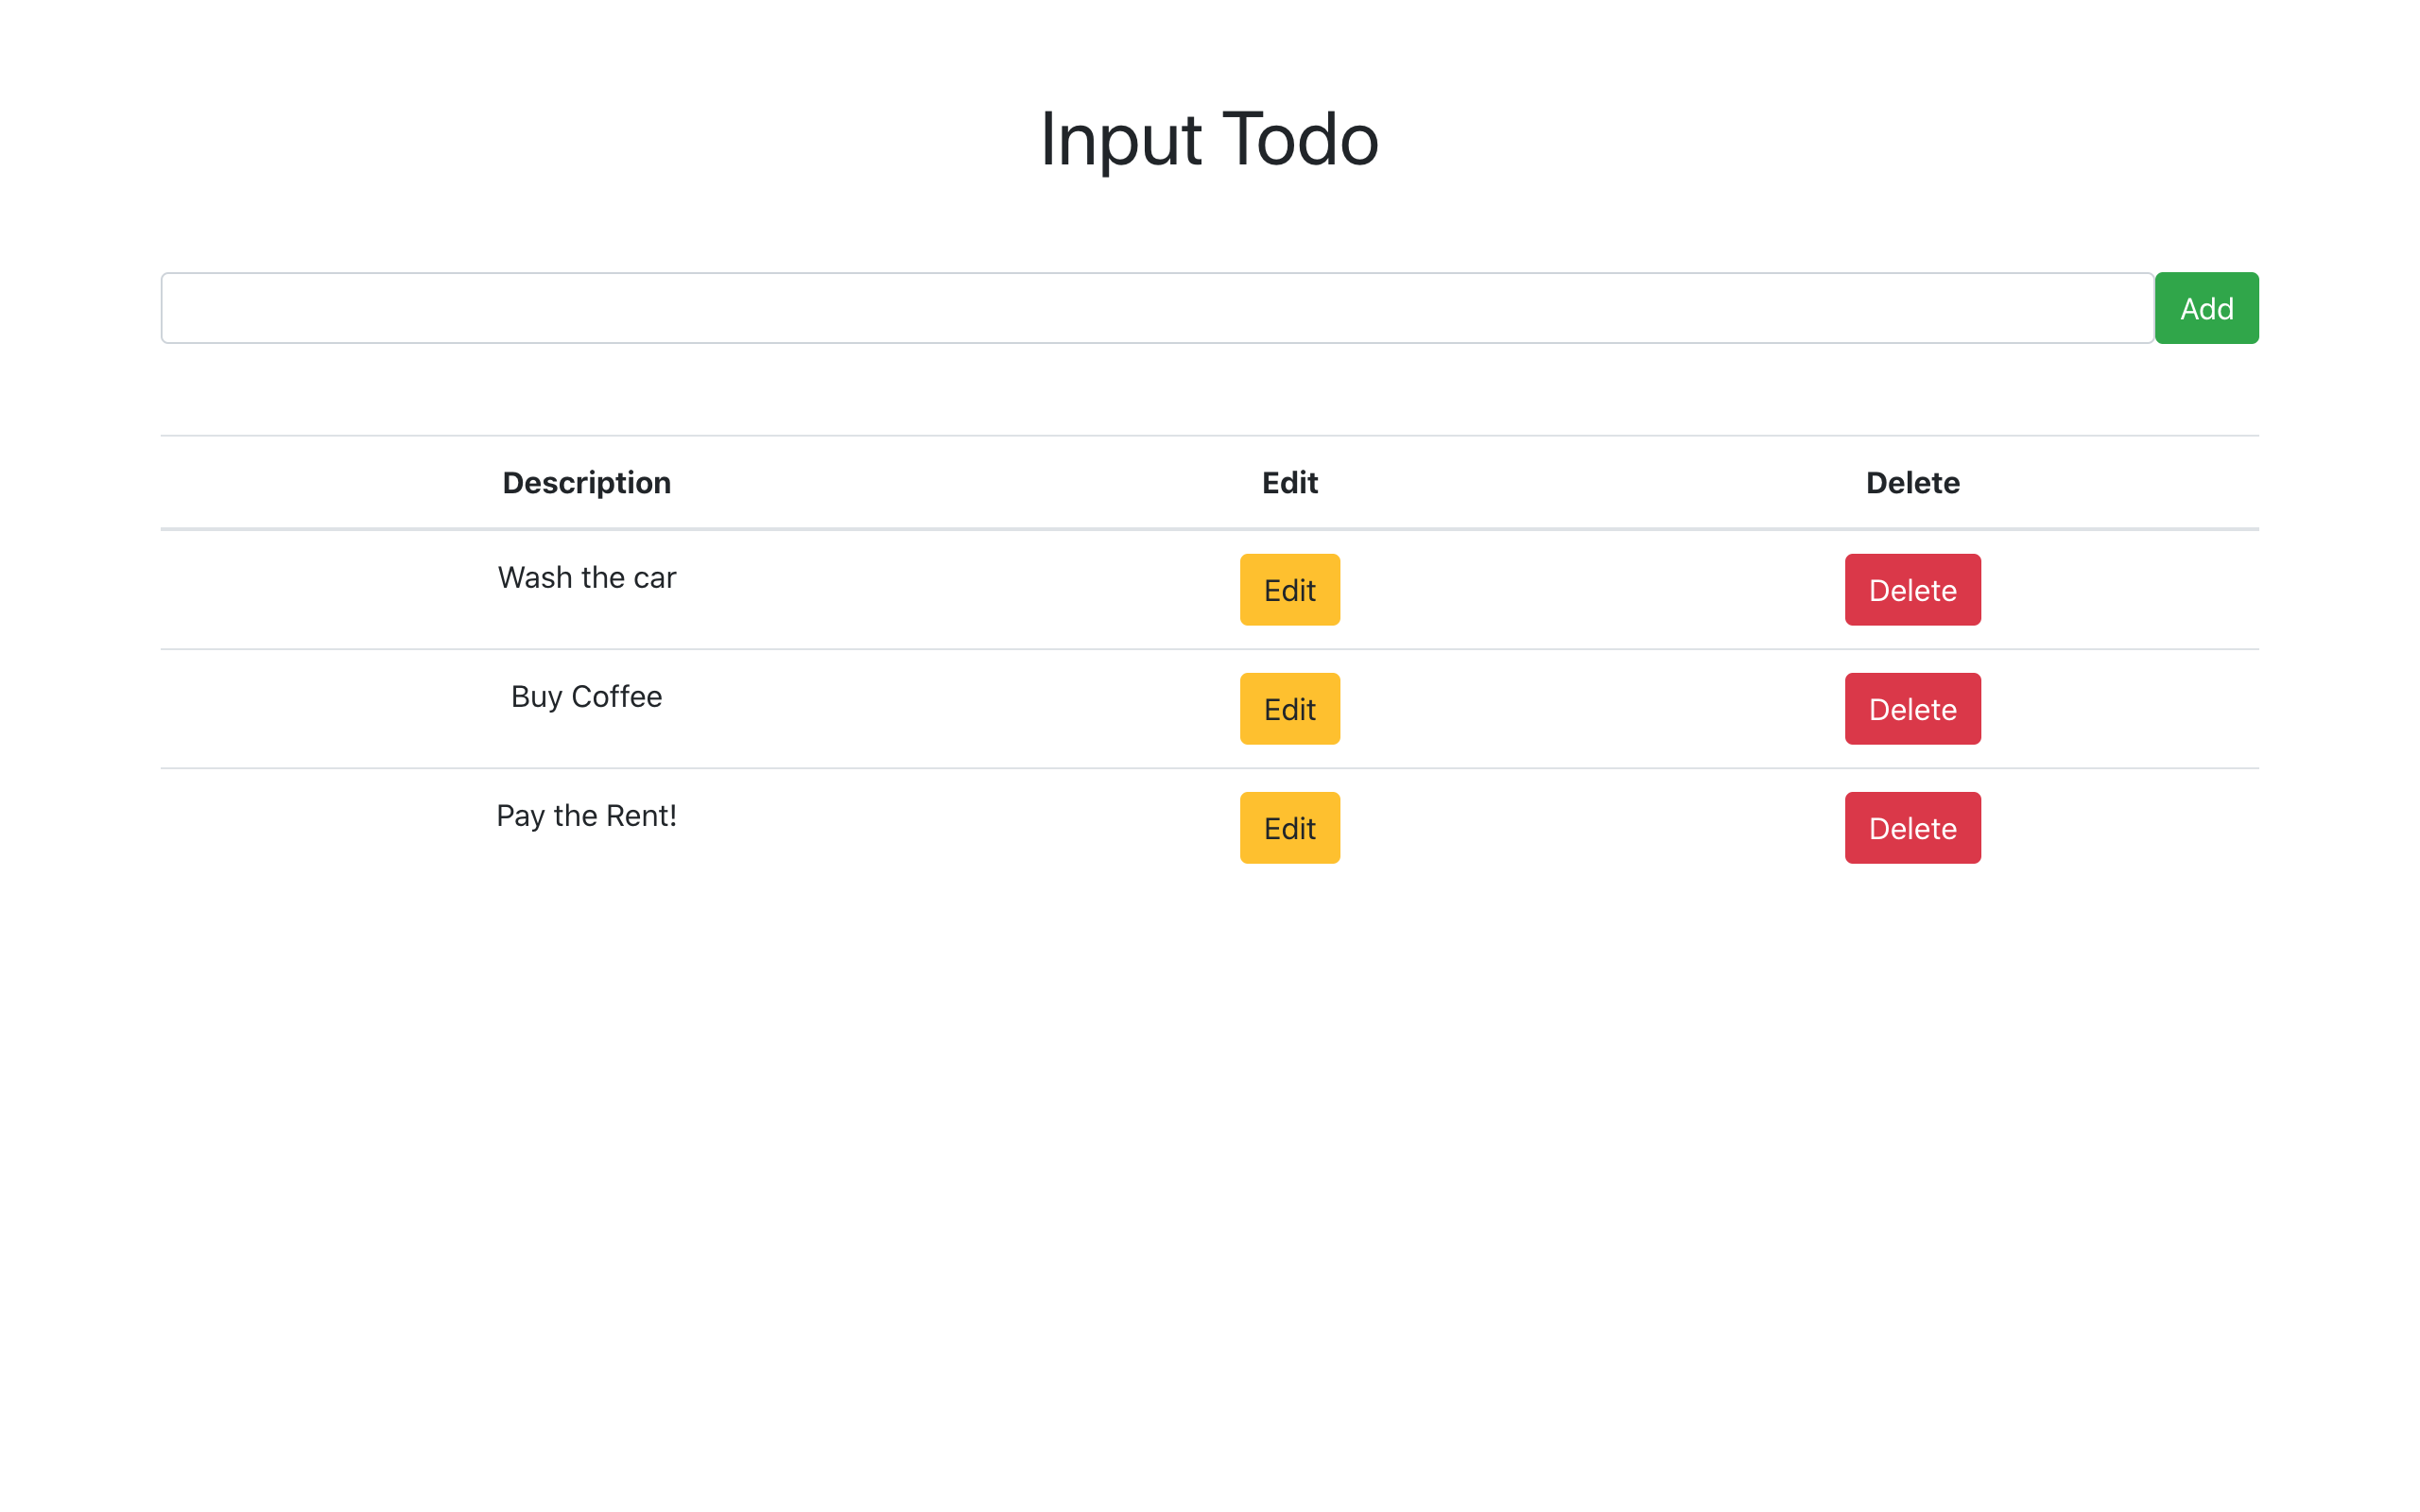 Input Todo
Add
Description Edit Delete
Wash the car Edit Delete
Buy Coffee Edit Delete
Pay the Rent! Edit Delete